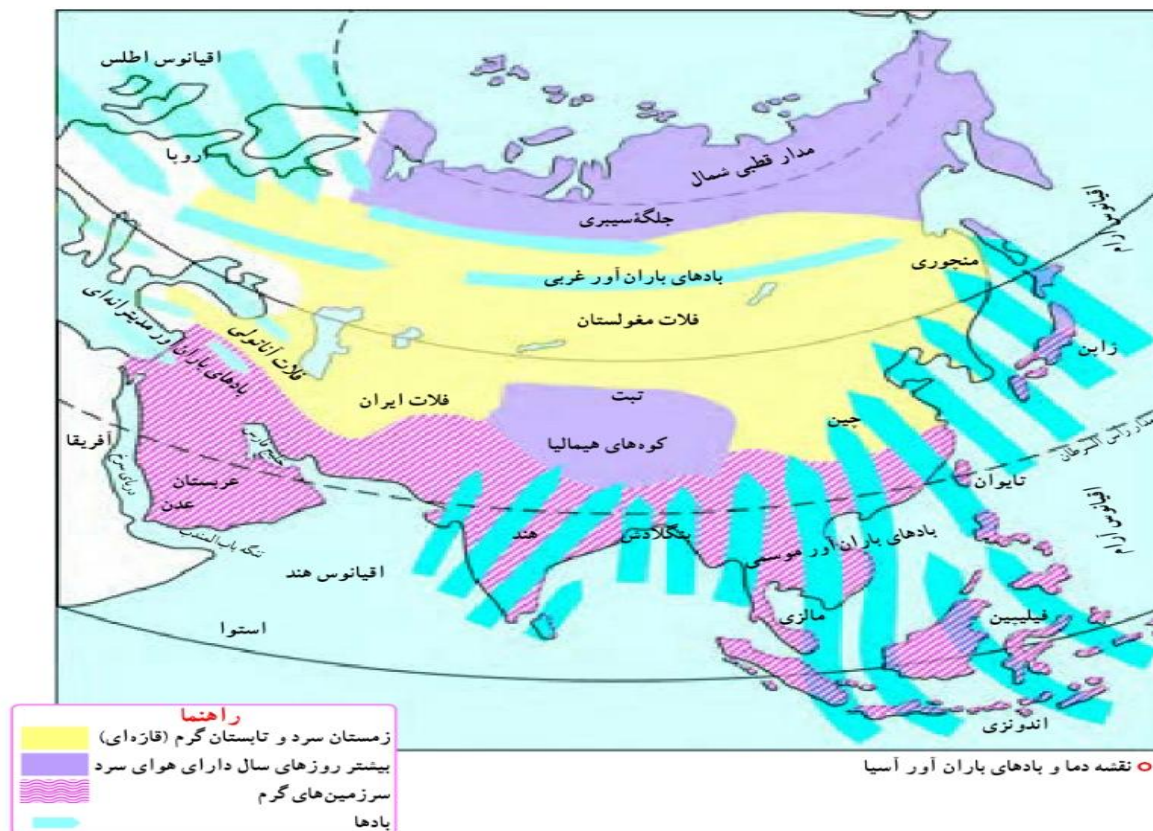 اقیانوس اطلس
اروپا
مدار قطبی شمال
جلگهٔ سیبری
اقیانوس آرام
منچوری
بادهای باران آور غربی
فلات مغولستان
ژاپن
بادهای باران آور مدیترانه‌ای
فلات آناتولی
فلات ایران
تبت
کوه‌های هیمالیا
چین
مدار راس السرطان
آفریقا
دریای سرخ
خلیج فارس
عربستان
عدن
تنگه باب المندب
هند
بنگلادش
تایوان
بادهای باران آور موسمی
اقیانوس آرام
اقیانوس هند
استوا
مالزی
فیلیپین
اندونزی
راهنما
زمستان سرد و تابستان گرم (قاره‌ای)
بیشتر روزهای سال دارای هوای سرد
سرزمین‌های گرم
بادها
نقشه دما و بادهای باران آور آسیا